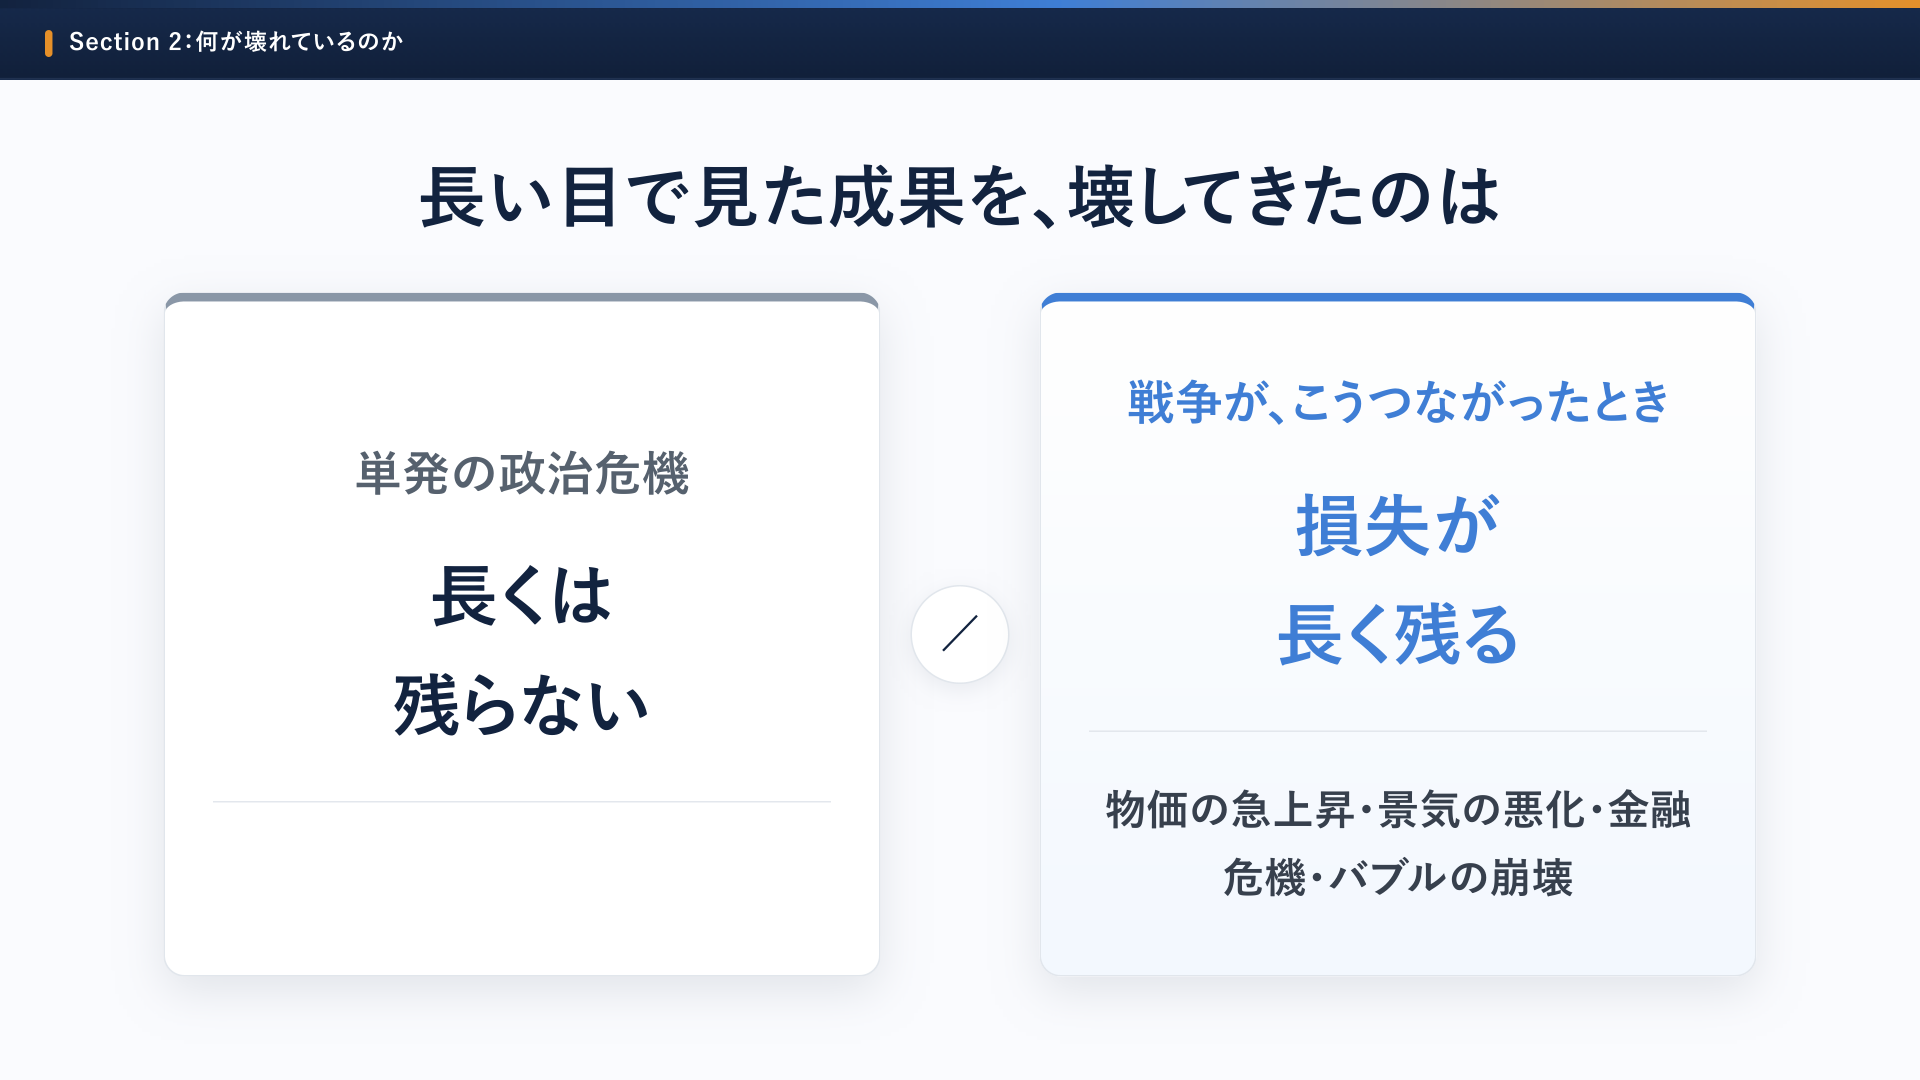 Section 2：何が壊れているのか
長い目で見た成果を、壊してきたのは
単発の政治危機
長くは
残らない
／
戦争が、こうつながったとき
損失が
長く残る
物価の急上昇・景気の悪化・金融
危機・バブルの崩壊